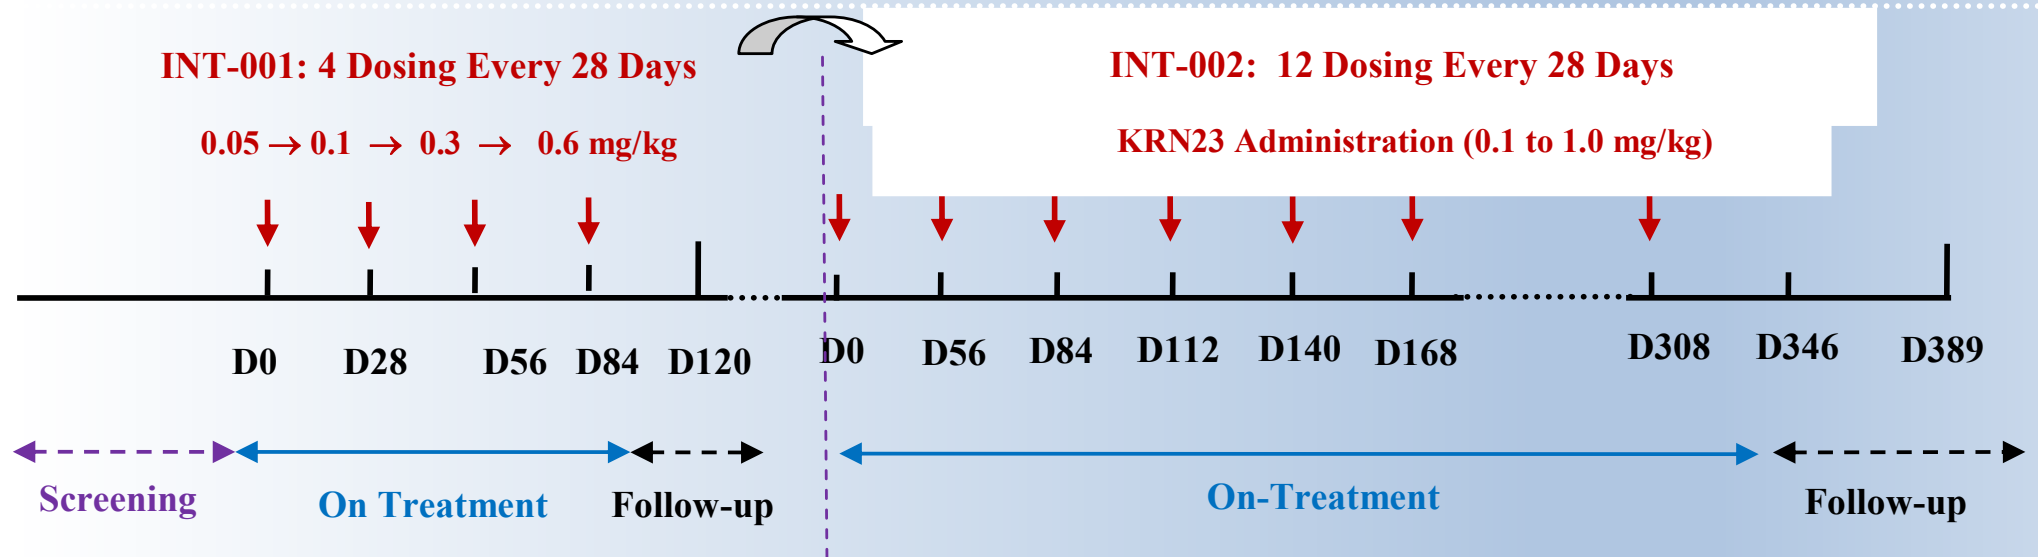 INT-001: 4 Dosing Every 28 Days
0.05 → 0.1 → 0.3 → 0.6 mg/kg
INT-002: 12 Dosing Every 28 Days
KRN23 Administration (0.1 to 1.0 mg/kg)
D0 D28 D56 D84 D120 D0 D56 D84 D112 D140 D168 D308 D346 D389
Screening On Treatment Follow-up On-Treatment Follow-up